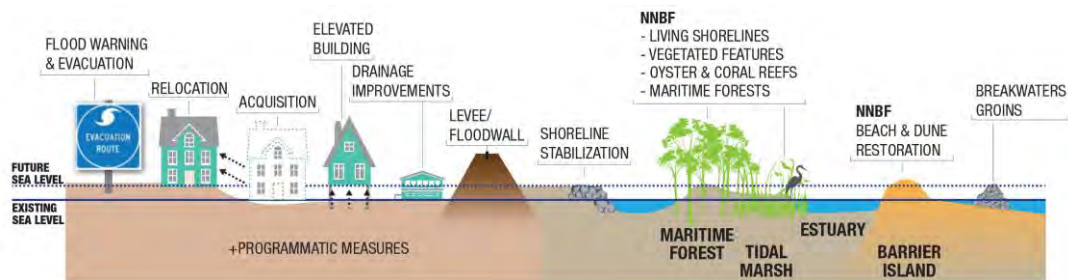 FLOOD WARNING
& EVACUATION
EVACUATION
ROUTE
RELOCATION
ACQUISITION
ELEVATED
BUILDING
DRAINAGE
IMPROVEMENTS
LEVEE/
FLOODWALL
SHORELINE
STABILIZATION
NNBF
- LIVING SHORELINES
- VEGETATED FEATURES
- OYSTER & CORAL REEFS
- MARITIME FORESTS
NNBF
BEACH & DUNE
RESTORATION
BREAKWATERS
GROINS
FUTURE
SEA LEVEL
EXISTING
SEA LEVEL
+PROGRAMMATIC MEASURES
MARITIME
FOREST
TIDAL
MARSH
ESTUARY
BARRIER
ISLAND